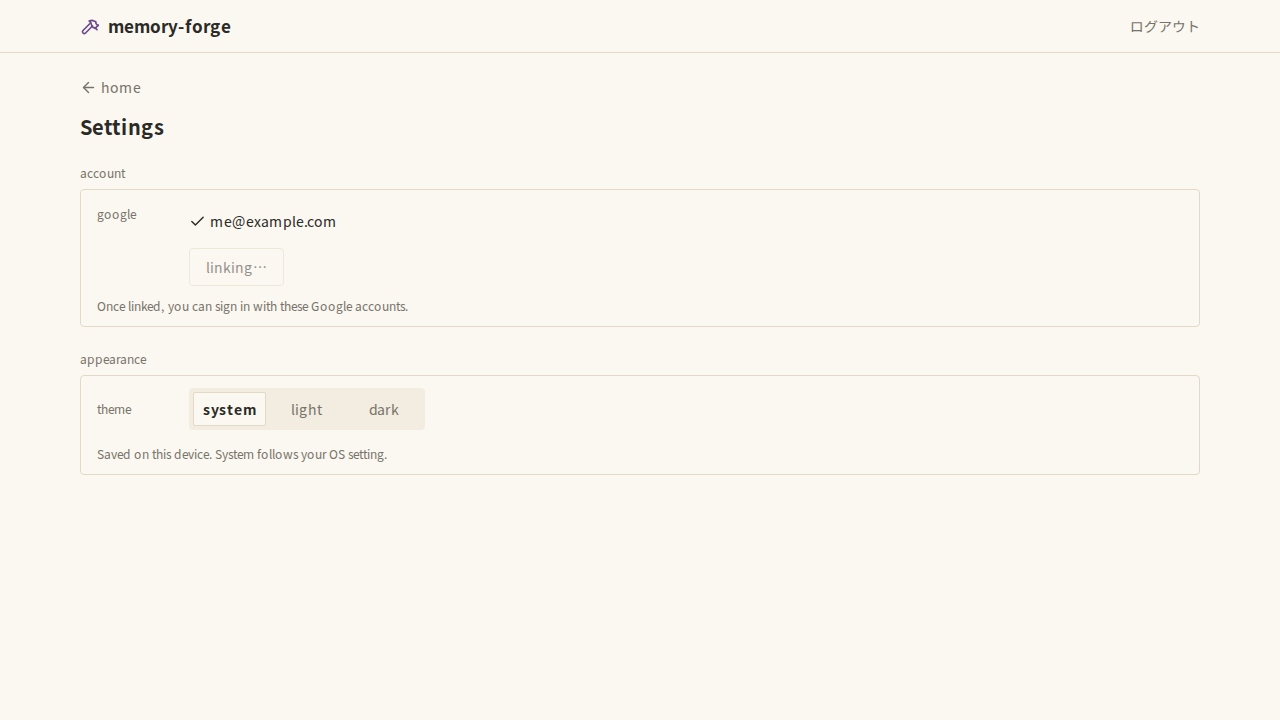 memory-forge
ログアウト
home
Settings
account
google
me@example.com
linking…
Once linked, you can sign in with these Google accounts.
appearance
theme
system
light
dark
Saved on this device. System follows your OS setting.